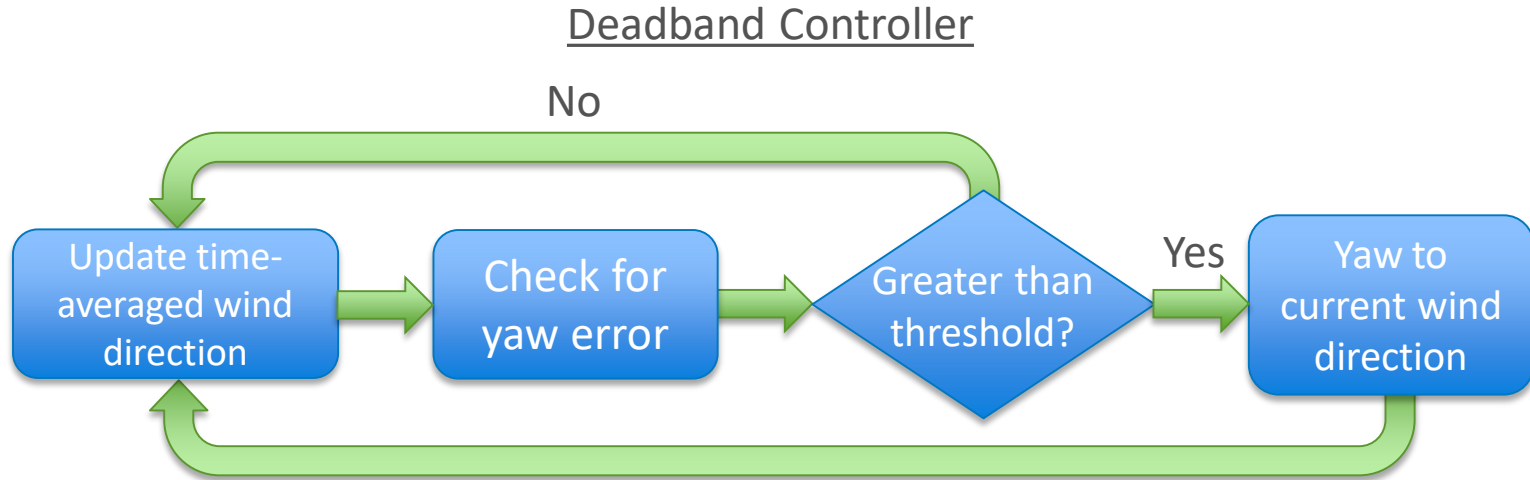 Deadband Controller
No
Update time-
averaged wind
direction
Check for
yaw error
Greater than
threshold?
Yes
Yaw to
current wind
direction